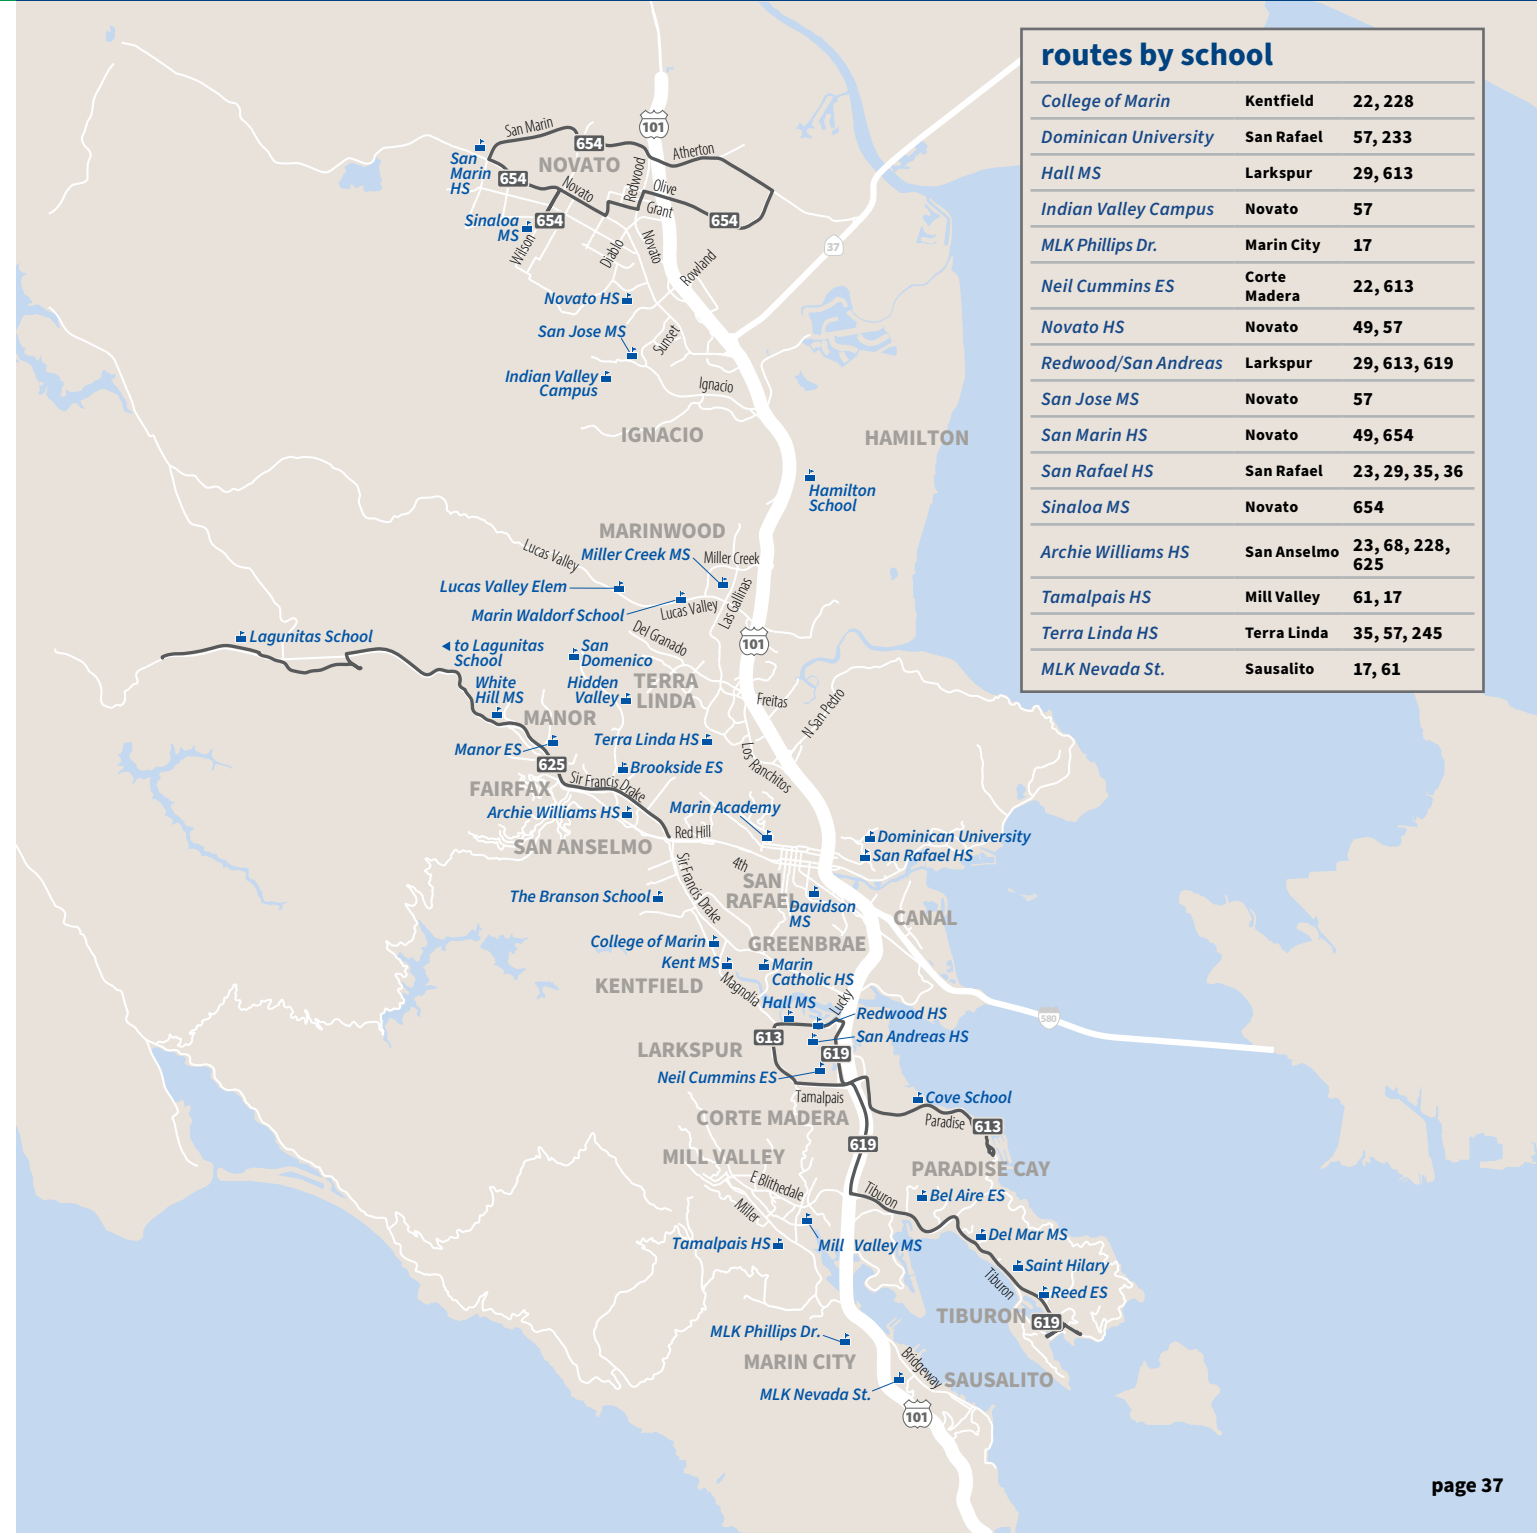 routes by school
College of Marin Kentfield 22, 228
Dominican University San Rafael 57, 233
Hall MS Larkspur 29, 613
Indian Valley Campus Novato 57
MLK Phillips Dr. Marin City 17
Neil Cummins ES Corte Madera 22, 613
Novato HS Novato 49, 57
Redwood/San Andreas Larkspur 29, 613, 619
San Jose MS Novato 57
San Marin HS Novato 49, 654
San Rafael HS San Rafael 23, 29, 35, 36
Sinaloa MS Novato 654
Archie Williams HS San Anselmo 23, 68, 228, 625
Tamalpais HS Mill Valley 61, 17
Terra Linda HS Terra Linda 35, 57, 245
MLK Nevada St. Sausalito 17, 61
101
San Marin
654
Atherton
NOVATO
San
Marin
HS
654
Novato
Redwood
Olive
Grant
654
654
Sinaloa
MS
Wilson
Diablo
Novato
Rowland
37
Novato HS
San Jose MS
Sunset
Indian Valley
Campus
Ignacio
IGNACIO
HAMILTON
Hamilton
School
MARINWOOD
Lucas Valley
Miller Creek MS
Miller Creek
Lucas Valley Elem
Las Gallinas
Marin Waldorf School
Lucas Valley
Del Granado
101
Lagunitas School
to Lagunitas
School
San
Domenico
White
Hill MS
Hidden
Valley
TERRA
LINDA
Freitas
N San Pedro
MANOR
Manor ES
Terra Linda HS
Los Ranchitos
625
Brookside ES
FAIRFAX
Sir Francis Drake
Archie Williams HS
Marin Academy
Red Hill
SAN ANSELMO
4th
Dominican University
San Rafael HS
Sir Francis Drake
SAN
RAFAEL
The Branson School
Davidson
MS
CANAL
College of Marin
GREENBRAE
Kent MS
Marin
Catholic HS
KENTFIELD
Magnolia
Hall MS
Lucky
Redwood HS
580
613
San Andreas HS
LARKSPUR
619
Neil Cummins ES
Tamalpais
Cove School
CORTE MADERA
Paradise
613
619
MILL VALLEY
PARADISE CAY
E Blithedale
Tiburon
Bel Aire ES
Miller
Del Mar MS
Tamalpais HS
Mill Valley MS
Saint Hilary
Tiburon
Reed ES
TIBURON
619
MLK Phillips Dr.
MARIN CITY
Bridgeway
SAUSALITO
MLK Nevada St.
101
page 37